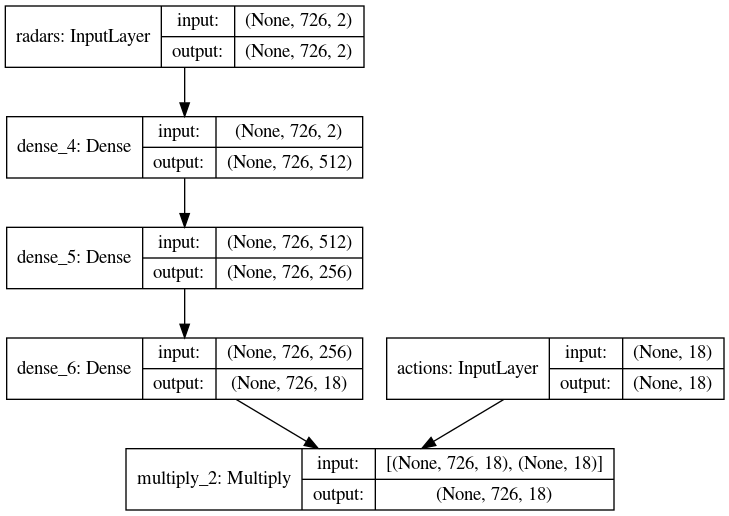 radars: InputLayer
input: (None, 726, 2)
output: (None, 726, 2)
dense_4: Dense
input: (None, 726, 2)
output: (None, 726, 512)
dense_5: Dense
input: (None, 726, 512)
output: (None, 726, 256)
dense_6: Dense
input: (None, 726, 256)
output: (None, 726, 18)
actions: InputLayer
input: (None, 18)
output: (None, 18)
multiply_2: Multiply
input: [(None, 726, 18), (None, 18)]
output: (None, 726, 18)